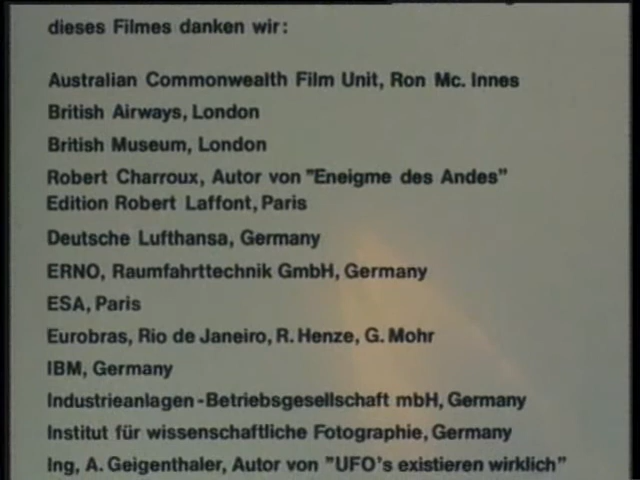 dieses Filmes danken wir:
Australian Commonwealth Film Unit, Ron Mc. Innes
British Airways, London
British Museum, London
Robert Charroux, Autor von "Eneigme des Andes"
Edition Robert Laffont, Paris
Deutsche Lufthansa, Germany
ERNO, Raumfahrttechnik GmbH, Germany
ESA, Paris
Eurobras, Rio de Janeiro, R. Henze, G. Mohr
IBM, Germany
Industrieanlagen-Betriebsgesellschaft mbH, Germany
Institut für wissenschaftliche Fotographie, Germany
Ing, A. Geigenthaler, Autor von "UFO's existieren wirklich"